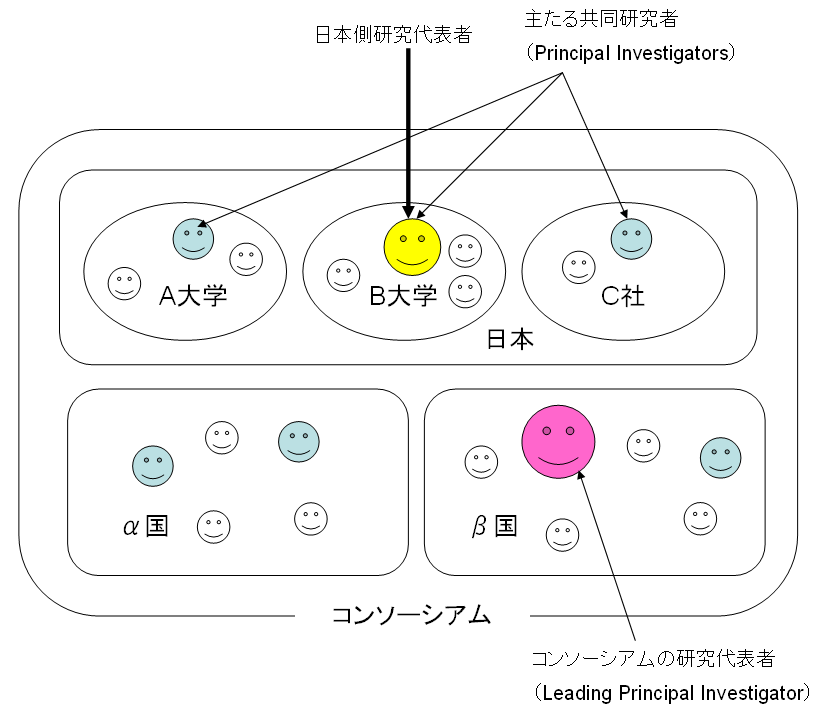 日本側研究代表者
主たる共同研究者
（Principal Investigators）
A大学
B大学
C社
日本
α国
β国
コンソーシアム
コンソーシアムの研究代表者
（Leading Principal Investigator）